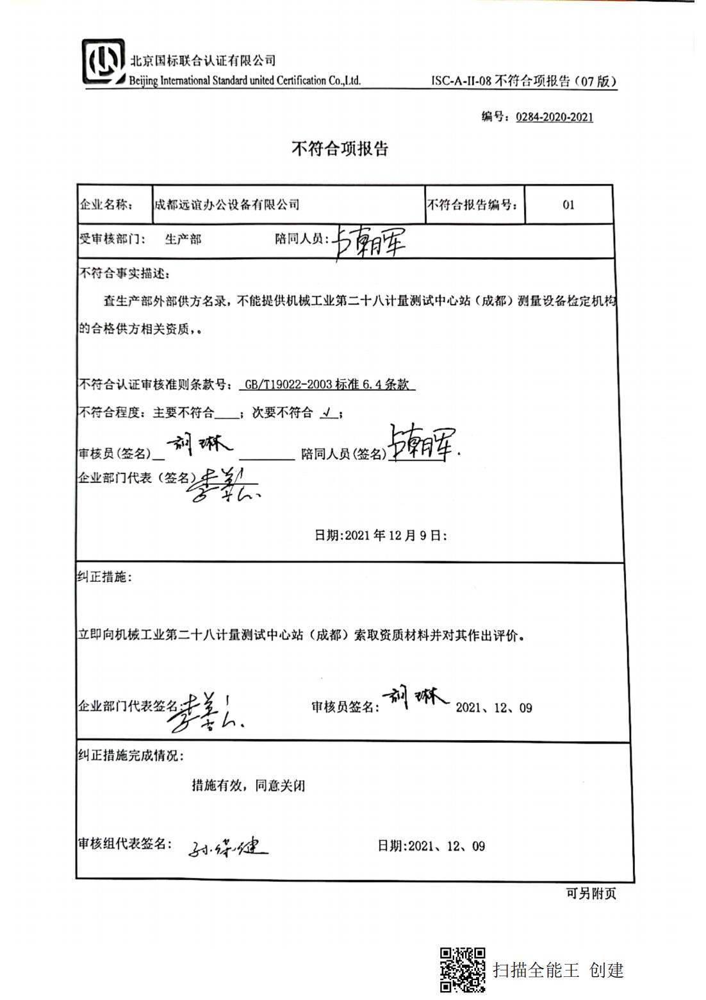 北京国标联合认证有限公司
Beijing International Standard united Certification Co.,Ltd. ISC-A-II-08 不符合项报告（07 版）
编号：0284-2020-2021
不符合项报告
企业名称： 成都远谊办公设备有限公司 不符合报告编号： 01
受审核部门： 生产部 陪同人员：卢朝军
不符合事实描述：
查生产部外部供方名录，不能提供机械工业第二十八计量测试中心站（成都）测量设备检定机构
的合格供方相关资质，。
不符合认证审核准则条款号： GB/T19022-2003 标准 6.4 条款
不符合程度：主要不符合____；次要不符合 √；
审核员(签名) 胡琳 陪同人员(签名) 卢朝军.
企业部门代表（签名）
日期:2021 年 12 月 9 日:
纠正措施：
立即向机械工业第二十八计量测试中心站（成都）索取资质材料并对其作出评价。
企业部门代表签名: 审核员签名: 胡琳 2021、12、09
纠正措施完成情况：
措施有效，同意关闭
审核组代表签名： 孙保健 日期:2021、12、09
可另附页
扫描全能王 创建